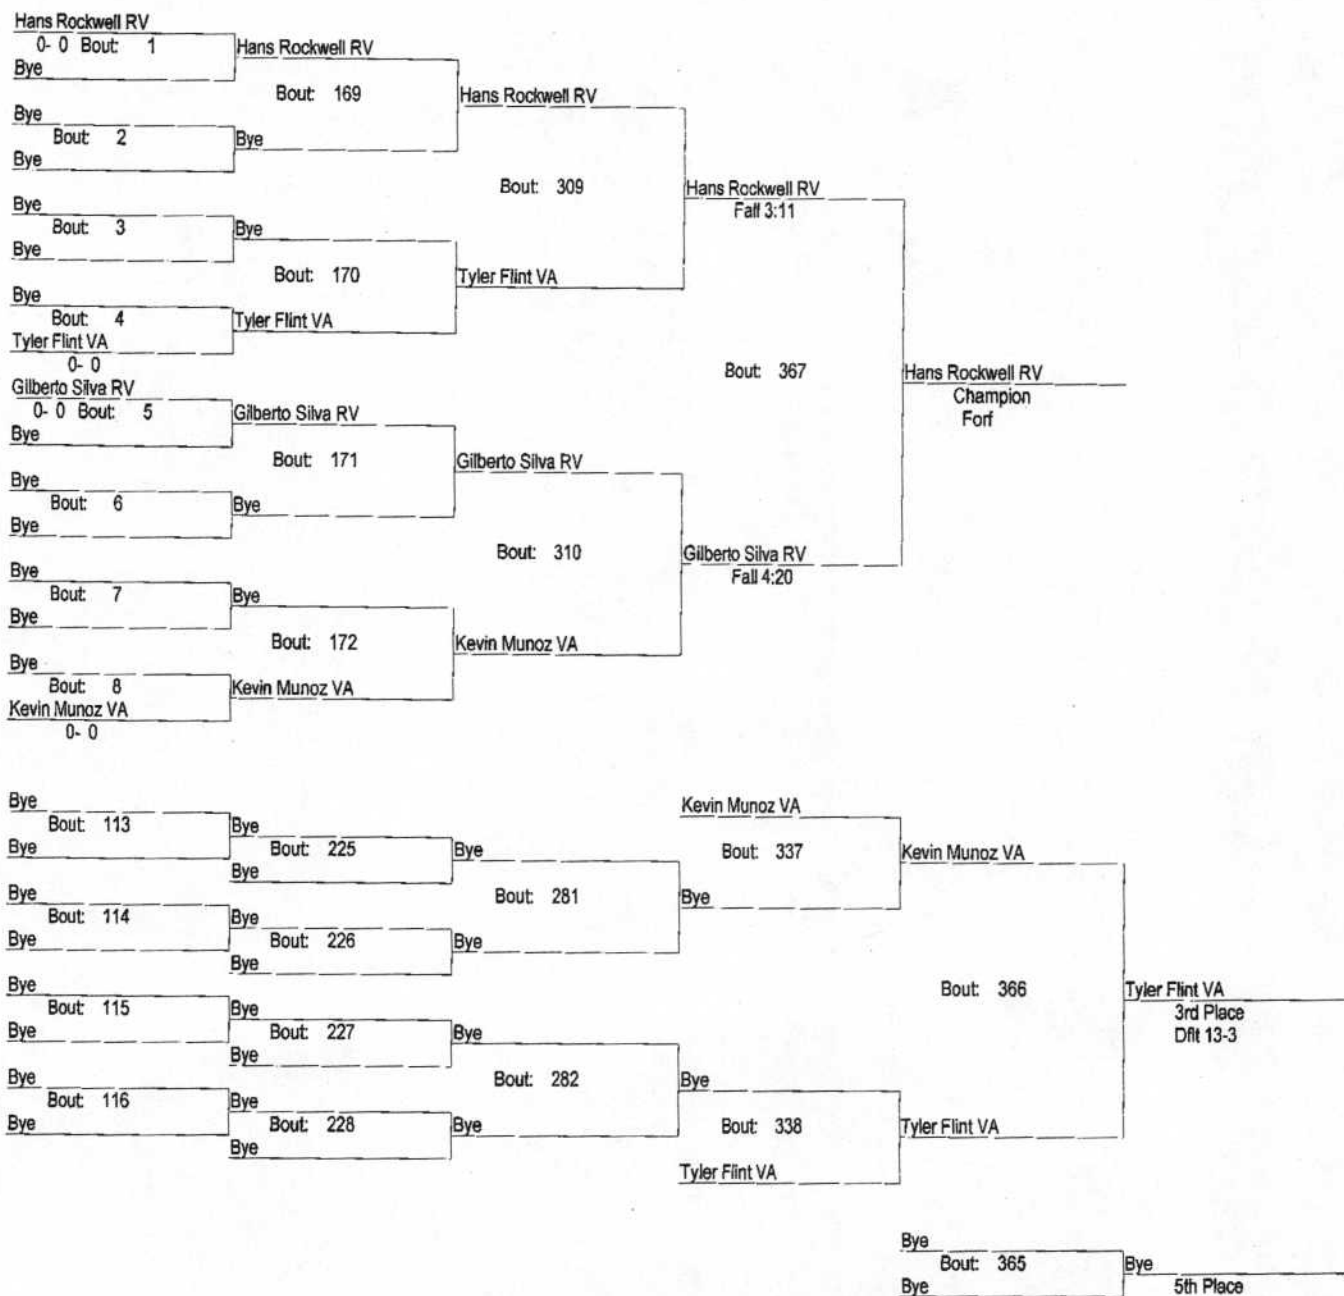 Hans Rockwell RV
0- 0 Bout: 1
Hans Rockwell RV
Bye
Bout: 169
Hans Rockwell RV
Bye
Bout: 2
Bye
Bye
Bout: 309
Hans Rockwell RV
Fall 3:11
Bye
Bout: 3
Bye
Bye
Bout: 170
Tyler Flint VA
Bye
Bout: 4
Tyler Flint VA
Tyler Flint VA
0- 0
Bout: 367
Hans Rockwell RV
Champion
Forf
Gilberto Silva RV
0- 0 Bout: 5
Gilberto Silva RV
Bye
Bout: 171
Gilberto Silva RV
Bye
Bout: 6
Bye
Bye
Bout: 310
Gilberto Silva RV
Fall 4:20
Bye
Bout: 7
Bye
Bye
Bout: 172
Kevin Munoz VA
Bye
Bout: 8
Kevin Munoz VA
Kevin Munoz VA
0- 0
Bye
Bout: 113
Bye
Bye
Bout: 225
Bye
Bye
Kevin Munoz VA
Bout: 337
Kevin Munoz VA
Bye
Bout: 114
Bye
Bye
Bout: 226
Bye
Bye
Bout: 281
Bye
Bye
Bout: 115
Bye
Bye
Bout: 227
Bye
Bye
Bout: 366
Tyler Flint VA
3rd Place
Dflt 13-3
Bye
Bout: 116
Bye
Bye
Bout: 228
Bye
Bye
Bout: 282
Bye
Bout: 338
Tyler Flint VA
Tyler Flint VA
Bye
Bout: 365
Bye
Bye
5th Place